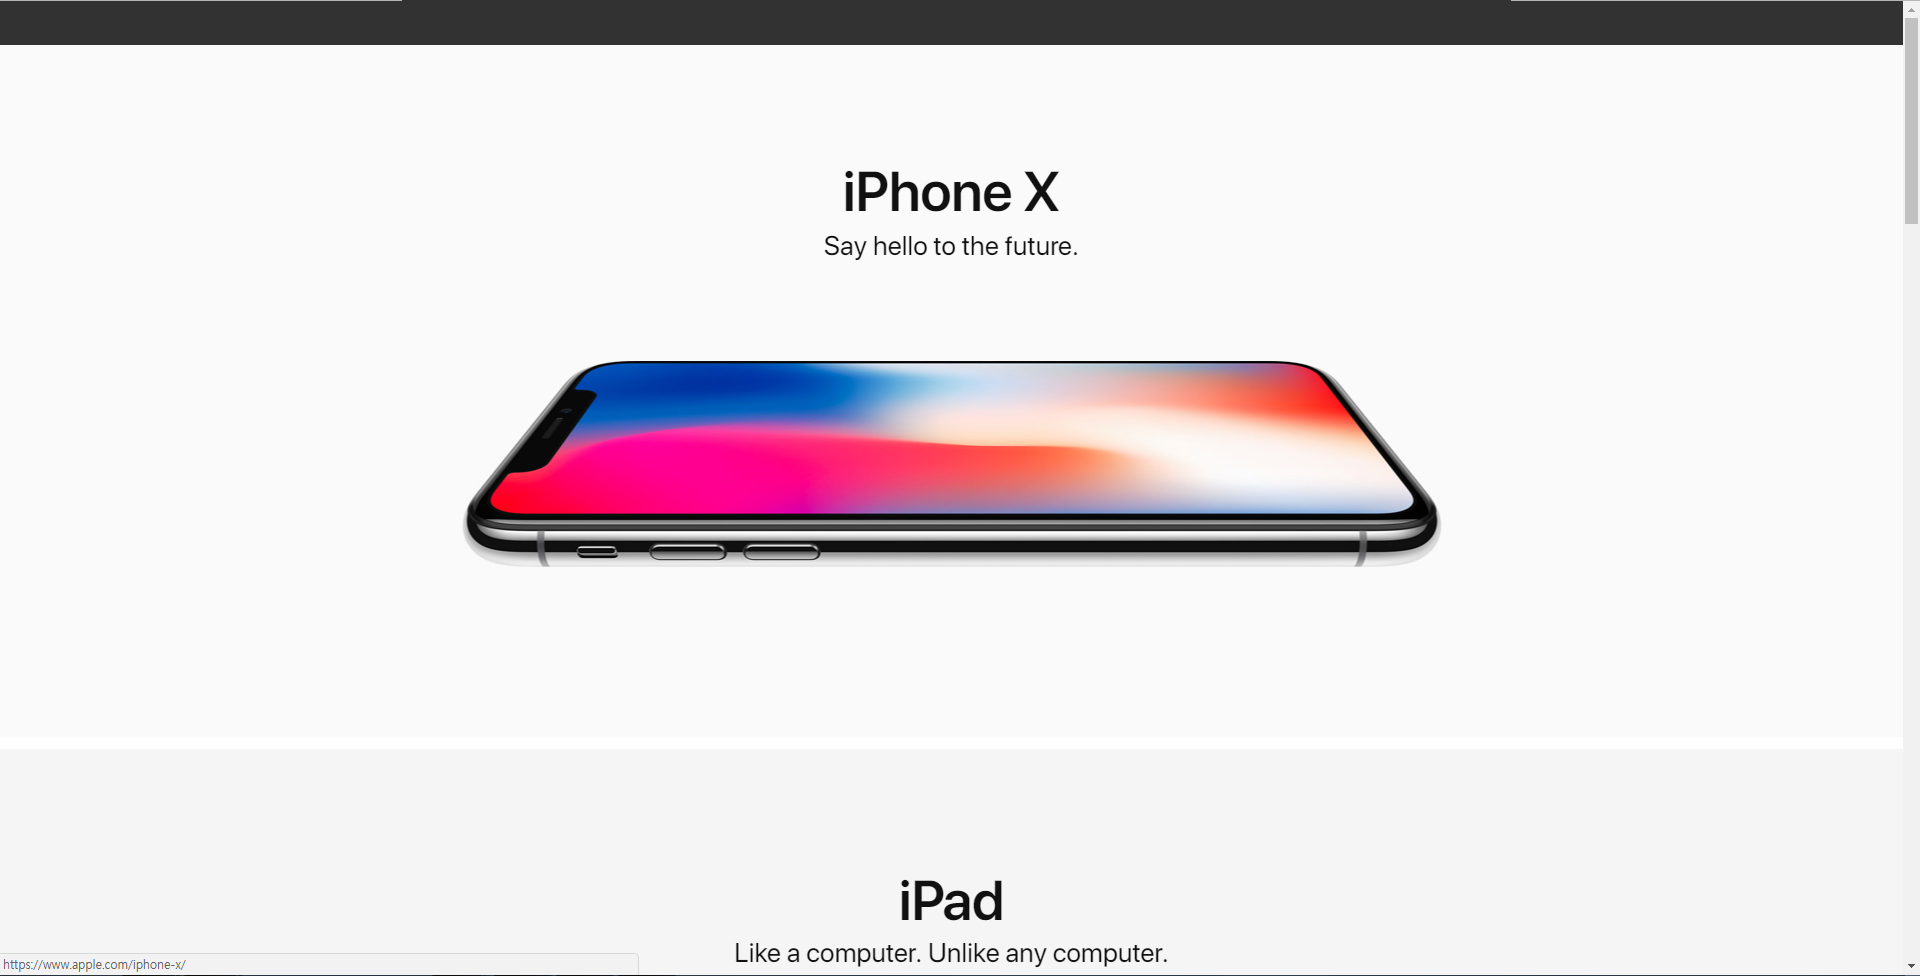 iPhone X
Say hello to the future.
iPad
Like a computer. Unlike any computer.
https://www.apple.com/iphone-x/